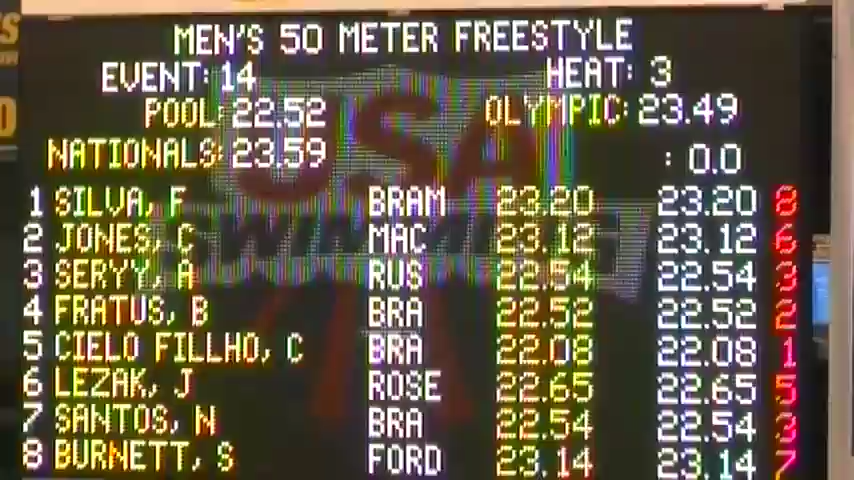 MEN'S 50 METER FREESTYLE
EVENT: 14 HEAT: 3
POOL: 22.52 OLYMPIC: 23.49
NATIONALS: 23.59 : 0.0
1 SILVA, F BRAM 23.20 23.20 8
2 JONES, C MAC 23.12 23.12 6
3 SERYY, A RUS 22.54 22.54 3
4 FRATUS, B BRA 22.52 22.52 2
5 CIELO FILLHO, C BRA 22.08 22.08 1
6 LEZAK, J ROSE 22.65 22.65 5
7 SANTOS, N BRA 22.54 22.54 3
8 BURNETT, S FORD 23.14 23.14 7
USA
SWIMMING